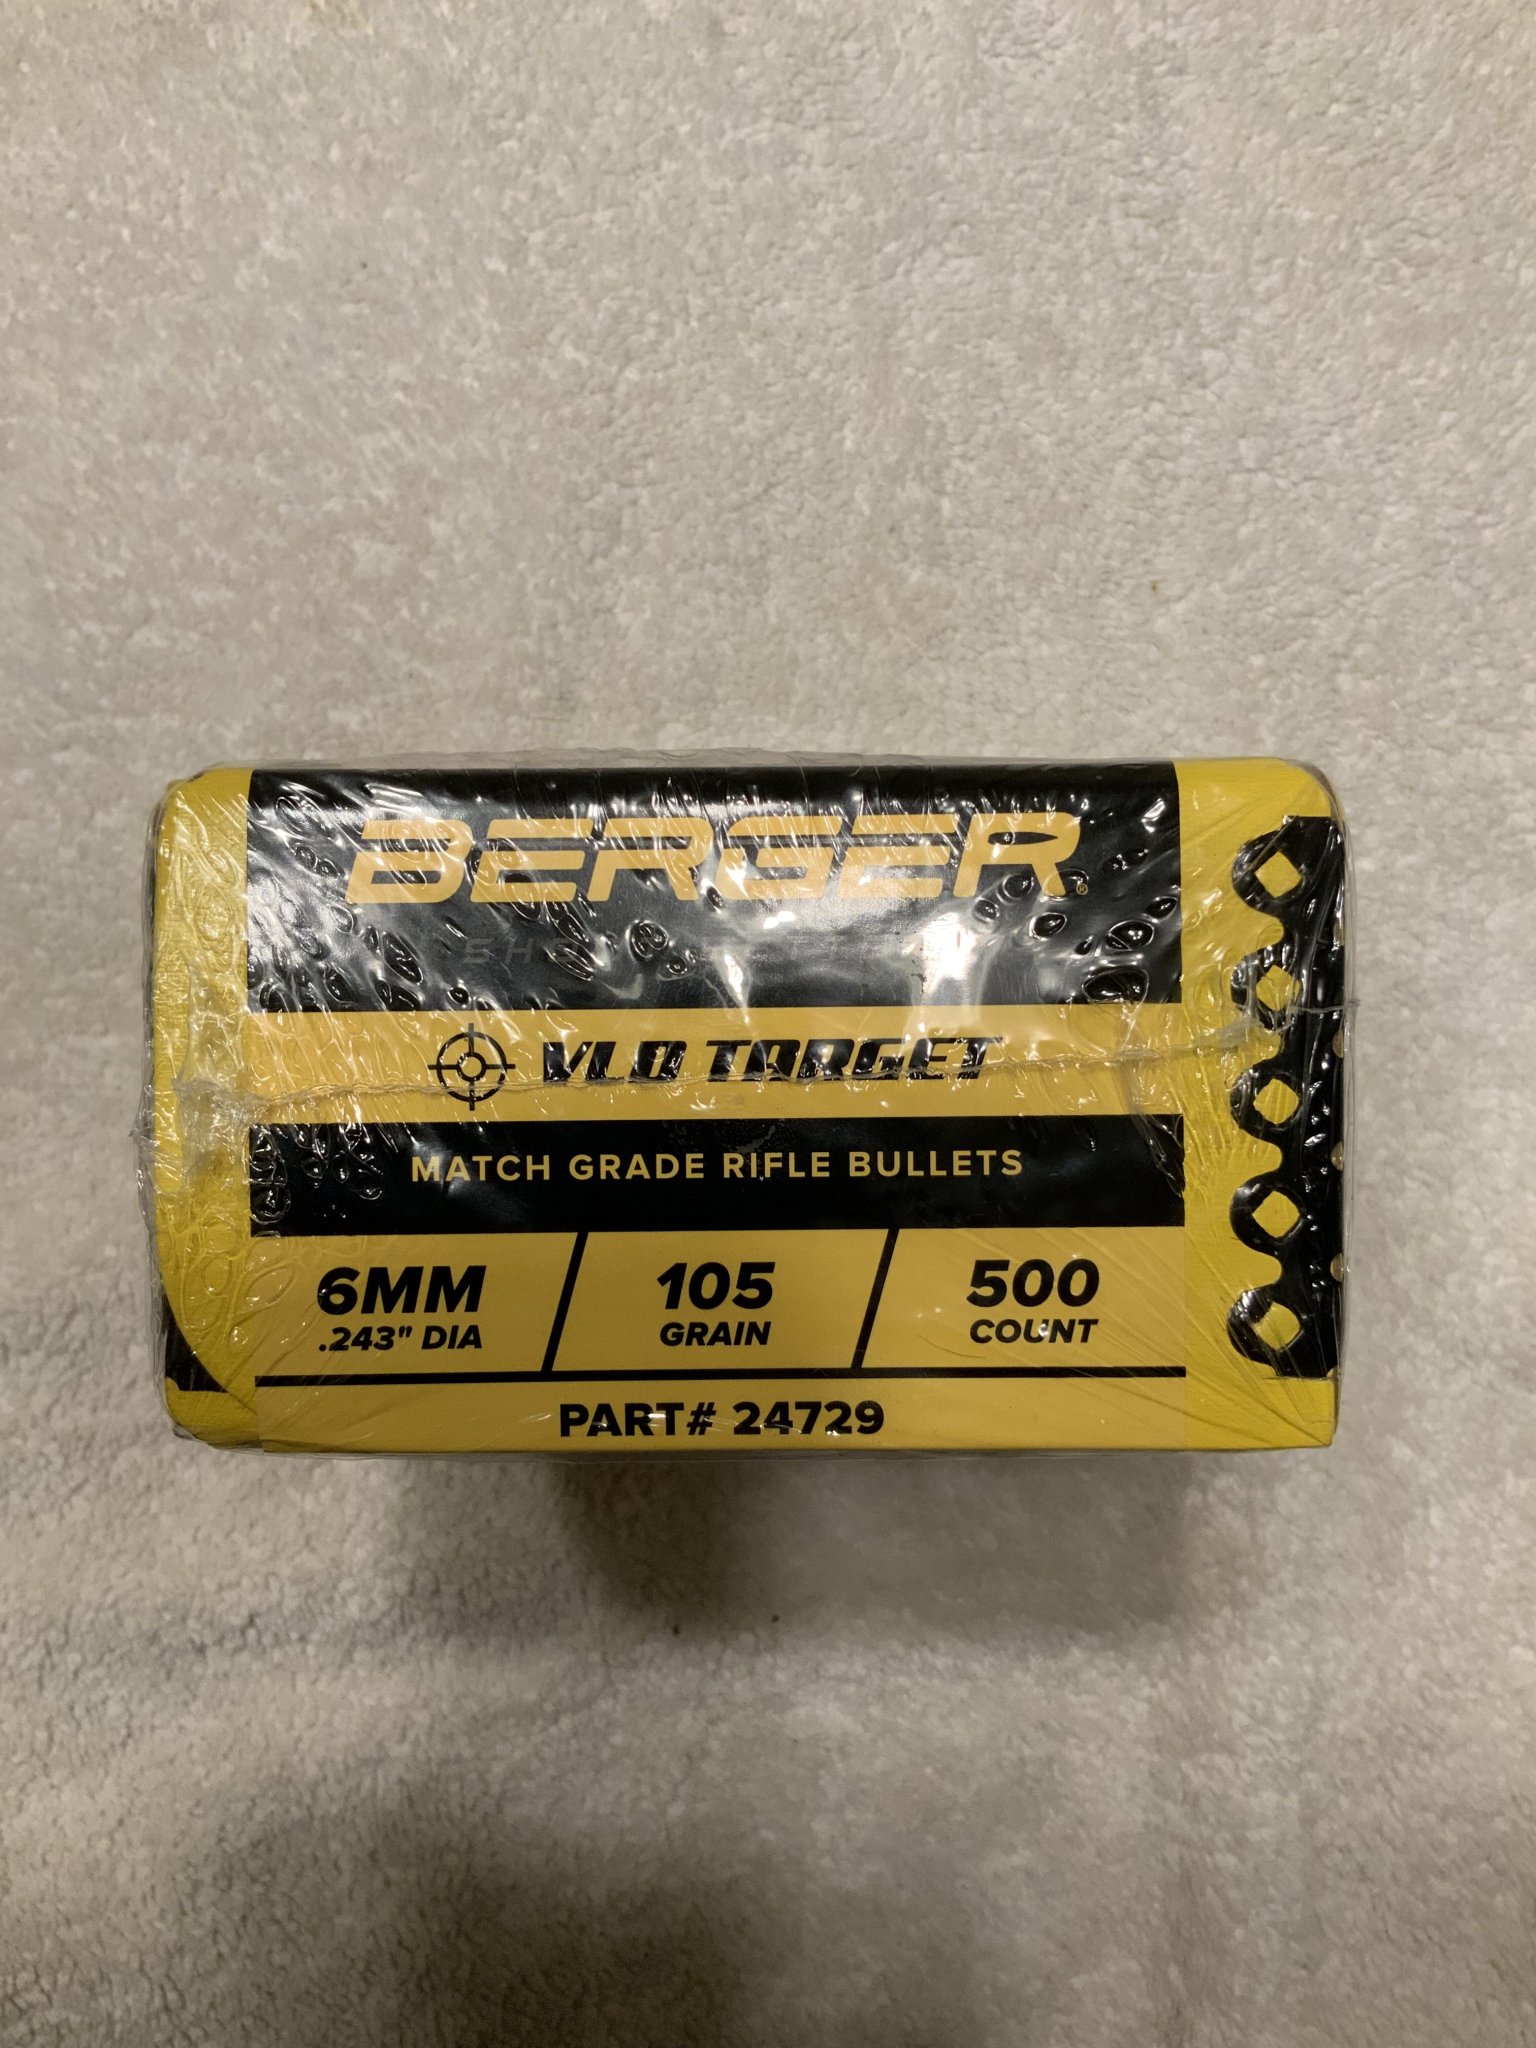 BERGER®
VLD TARGET
MATCH GRADE RIFLE BULLETS
6MM 105 500
.243" DIA GRAIN COUNT
PART# 24729